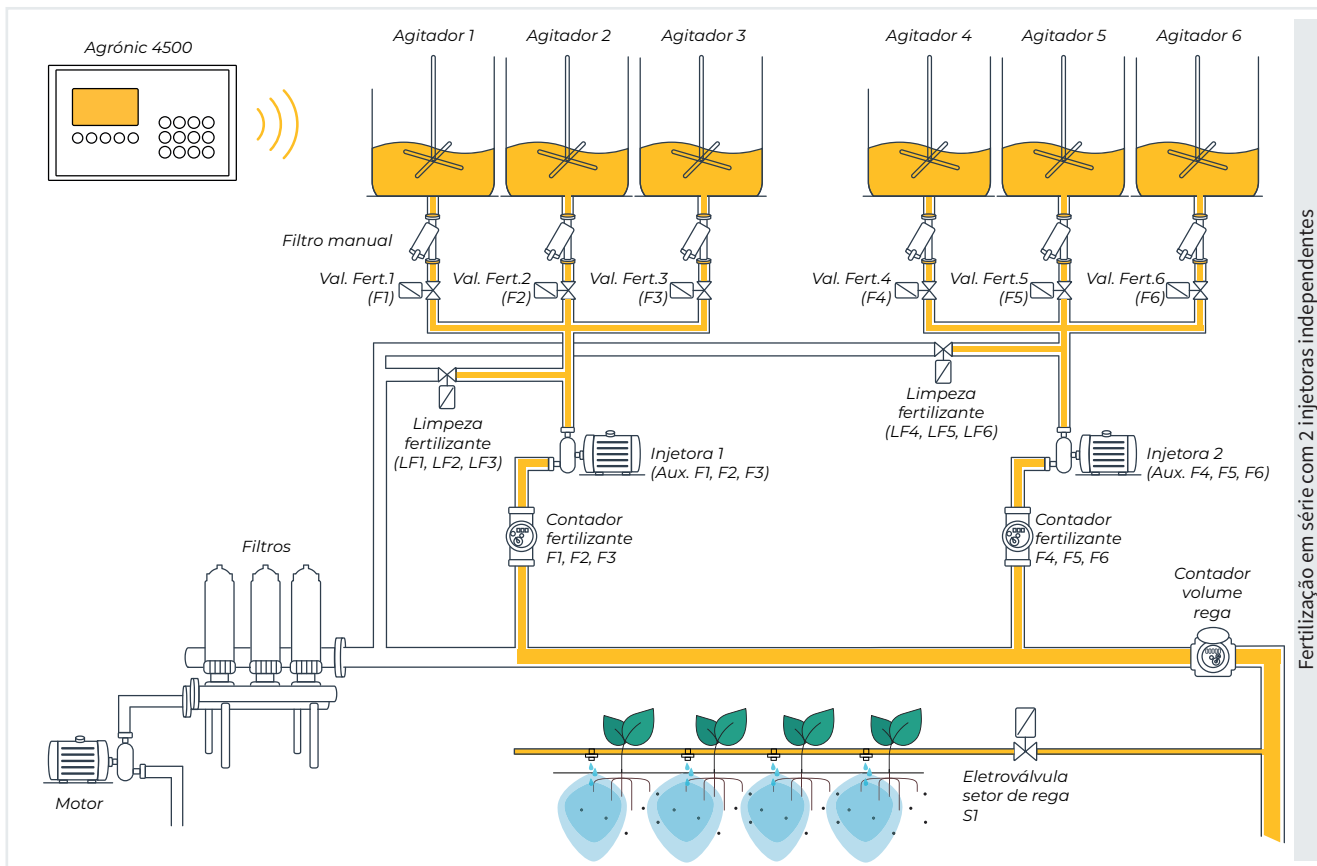 Agrónic 4500
Agitador 1
Agitador 2
Agitador 3
Agitador 4
Agitador 5
Agitador 6
Filtro manual
Val. Fert.1
(F1)
Val. Fert.2
(F2)
Val. Fert.3
(F3)
Val. Fert.4
(F4)
Val. Fert.5
(F5)
Val. Fert.6
(F6)
Limpeza
fertilizante
(LF1, LF2, LF3)
Limpeza
fertilizante
(LF4, LF5, LF6)
Injetora 1
(Aux. F1, F2, F3)
Injetora 2
(Aux. F4, F5, F6)
Contador
fertilizante
F1, F2, F3
Contador
fertilizante
F4, F5, F6
Filtros
Contador
volume
rega
Motor
Eletroválvula
setor de rega
S1
Fertilização em série com 2 injetoras independentes